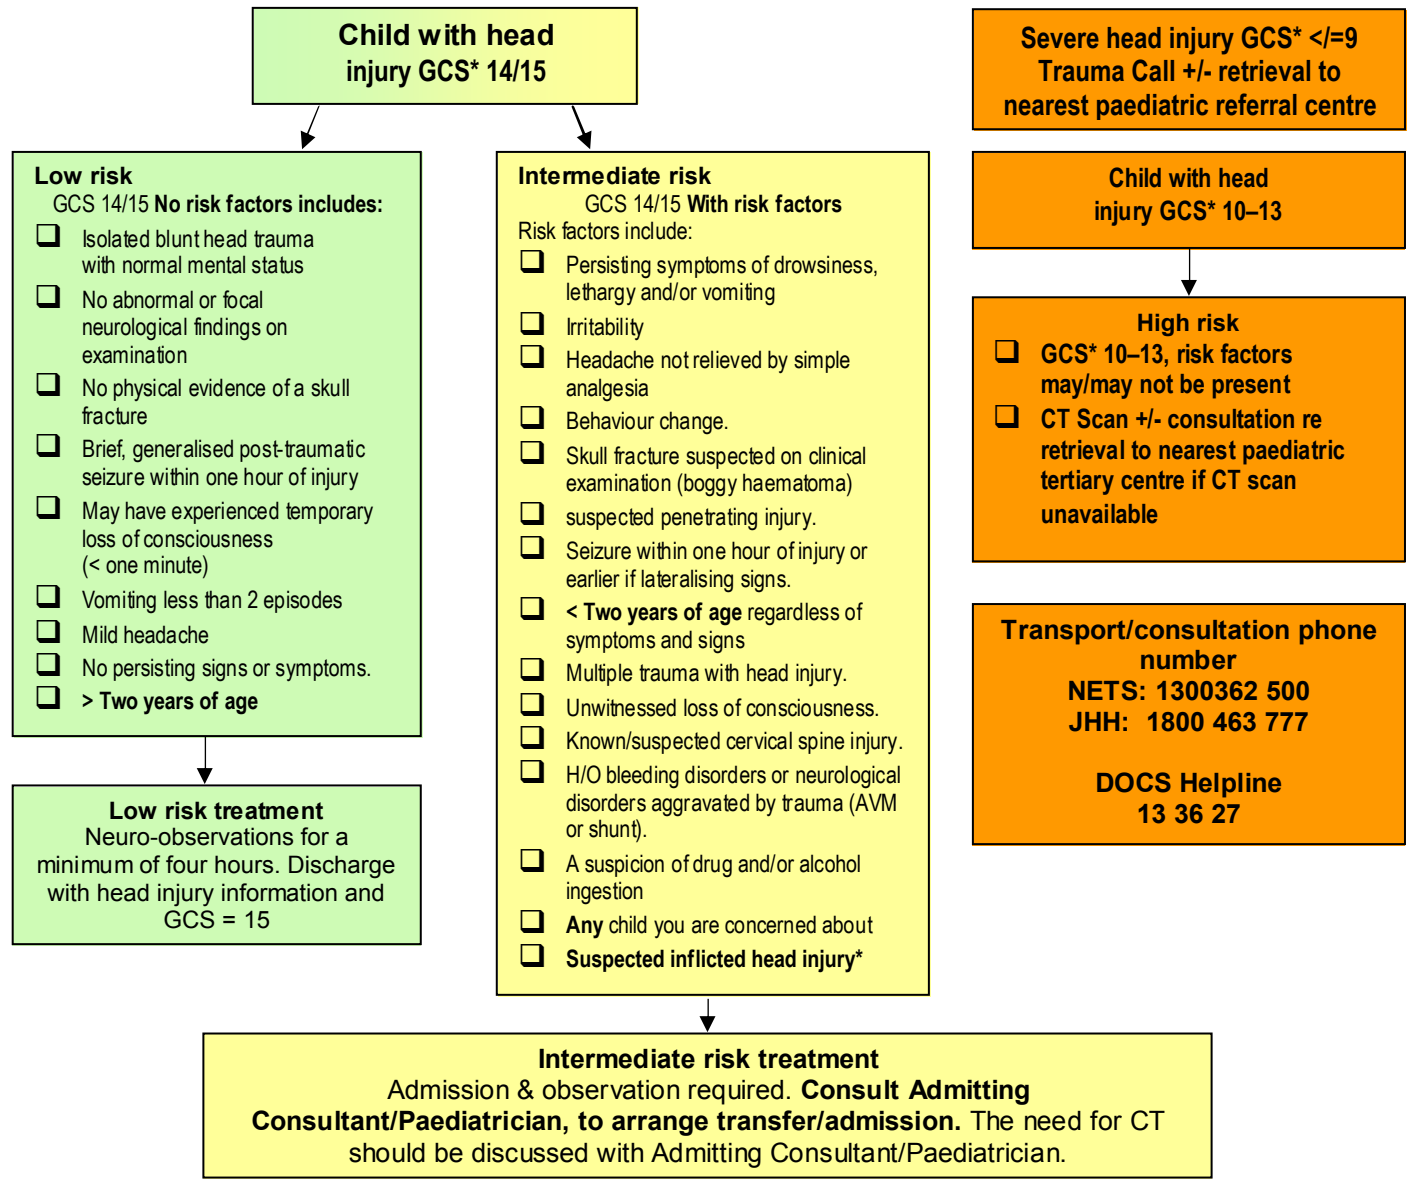 Child with head
injury GCS* 14/15
Severe head injury GCS* </=9
Trauma Call +/- retrieval to
nearest paediatric referral centre
Low risk
GCS 14/15 No risk factors includes:
❑ Isolated blunt head trauma
with normal mental status
❑ No abnormal or focal
neurological findings on
examination
❑ No physical evidence of a skull
fracture
❑ Brief, generalised post-traumatic
seizure within one hour of injury
❑ May have experienced temporary
loss of consciousness
(< one minute)
❑ Vomiting less than 2 episodes
❑ Mild headache
❑ No persisting signs or symptoms.
❑ > Two years of age
Low risk treatment
Neuro-observations for a
minimum of four hours. Discharge
with head injury information and
GCS = 15
Intermediate risk
GCS 14/15 With risk factors
Risk factors include:
❑ Persisting symptoms of drowsiness,
lethargy and/or vomiting
❑ Irritability
❑ Headache not relieved by simple
analgesia
❑ Behaviour change.
❑ Skull fracture suspected on clinical
examination (boggy haematoma)
❑ suspected penetrating injury.
❑ Seizure within one hour of injury or
earlier if lateralising signs.
❑ < Two years of age regardless of
symptoms and signs
❑ Multiple trauma with head injury.
❑ Unwitnessed loss of consciousness.
❑ Known/suspected cervical spine injury.
❑ H/O bleeding disorders or neurological
disorders aggravated by trauma (AVM
or shunt).
❑ A suspicion of drug and/or alcohol
ingestion
❑ Any child you are concerned about
❑ Suspected inflicted head injury*
Child with head
injury GCS* 10–13
High risk
❑ GCS* 10–13, risk factors
may/may not be present
❑ CT Scan +/- consultation re
retrieval to nearest paediatric
tertiary centre if CT scan
unavailable
Transport/consultation phone
number
NETS: 1300362 500
JHH: 1800 463 777
DOCS Helpline
13 36 27
Intermediate risk treatment
Admission & observation required. Consult Admitting
Consultant/Paediatrician, to arrange transfer/admission. The need for CT
should be discussed with Admitting Consultant/Paediatrician.